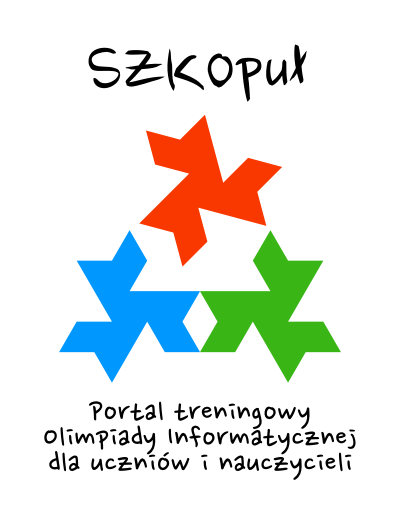 SZKOpuł
Portal treningowy
Olimpiady Informatycznej
dla uczniów i nauczycieli